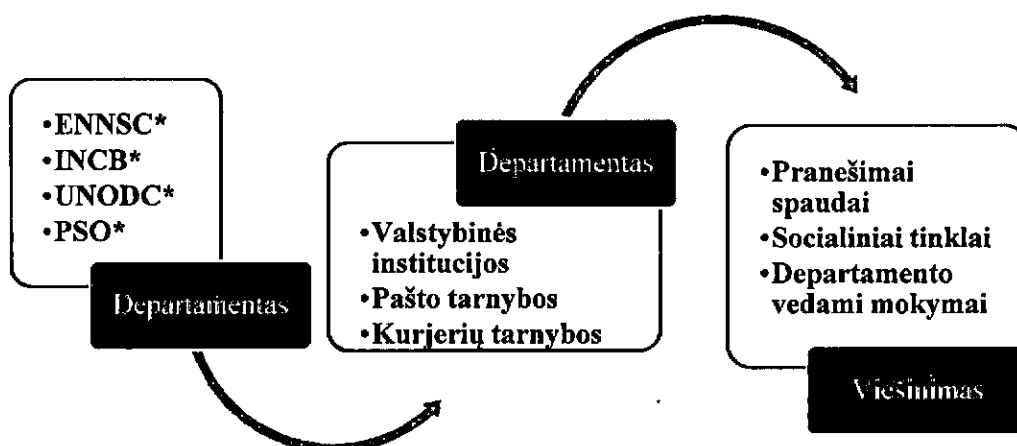 •ENNSC*
•INCB*
•UNODC*
•PSO*
Departamentas
Departamentas
•Valstybinės
institucijos
•Pašto tarnybos
•Kurjerių tarnybos
•Pranešimai
spaudai
•Socialiniai tinklai
•Departamento
vedami mokymai
Viešinimas